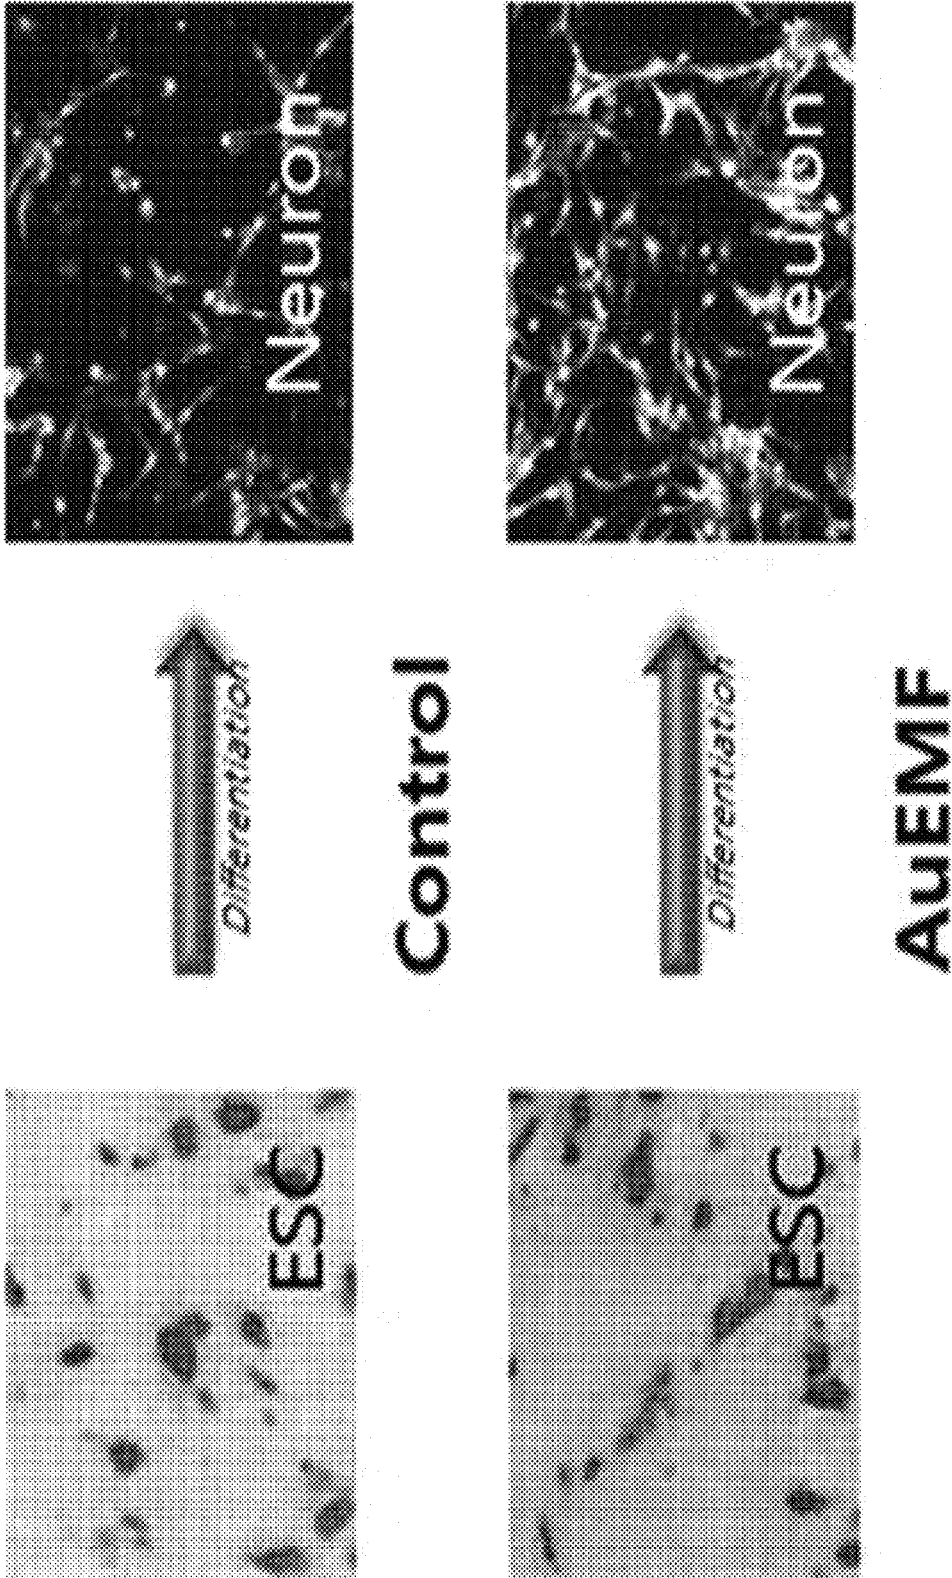 ESC
Differentiation
Neuron
Control
ESC
Differentiation
Neuron
AuEMF